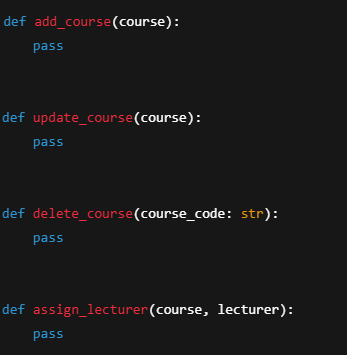 def add_course(course):
    pass
def update_course(course):
    pass
def delete_course(course_code: str):
    pass
def assign_lecturer(course, lecturer):
    pass